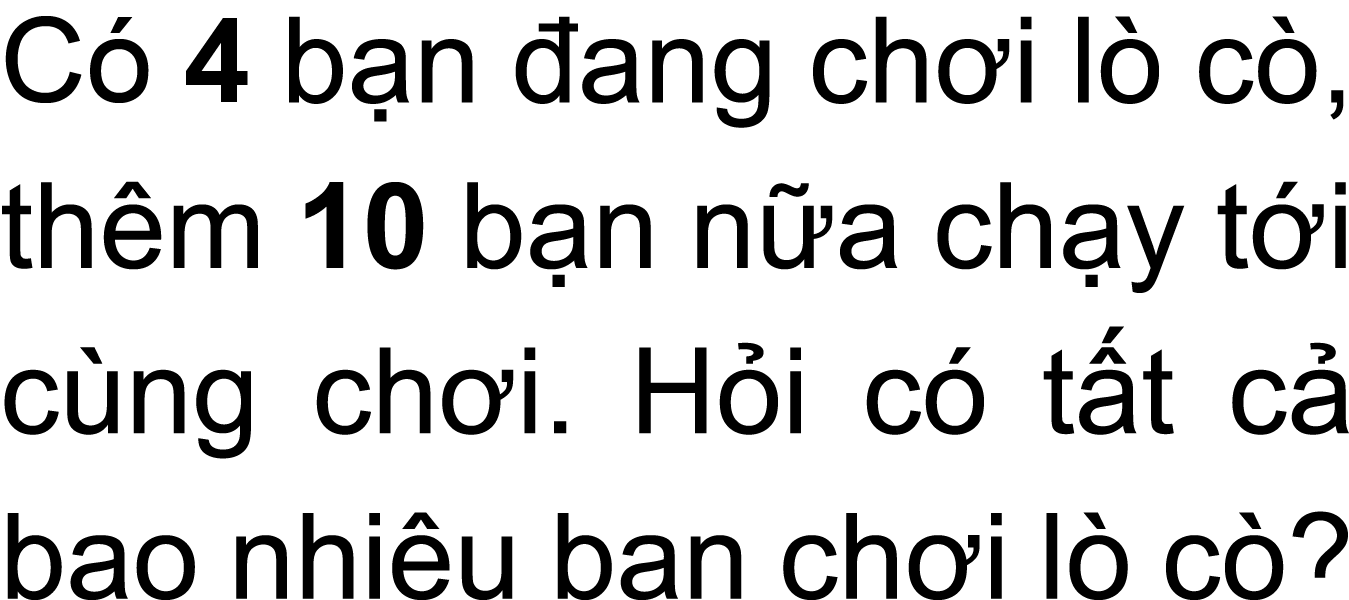 Có 4 bạn đang chơi lò cò,
thêm 10 bạn nữa chạy tới
cùng chơi. Hỏi có tất cả
bao nhiêu bạn chơi lò cò?